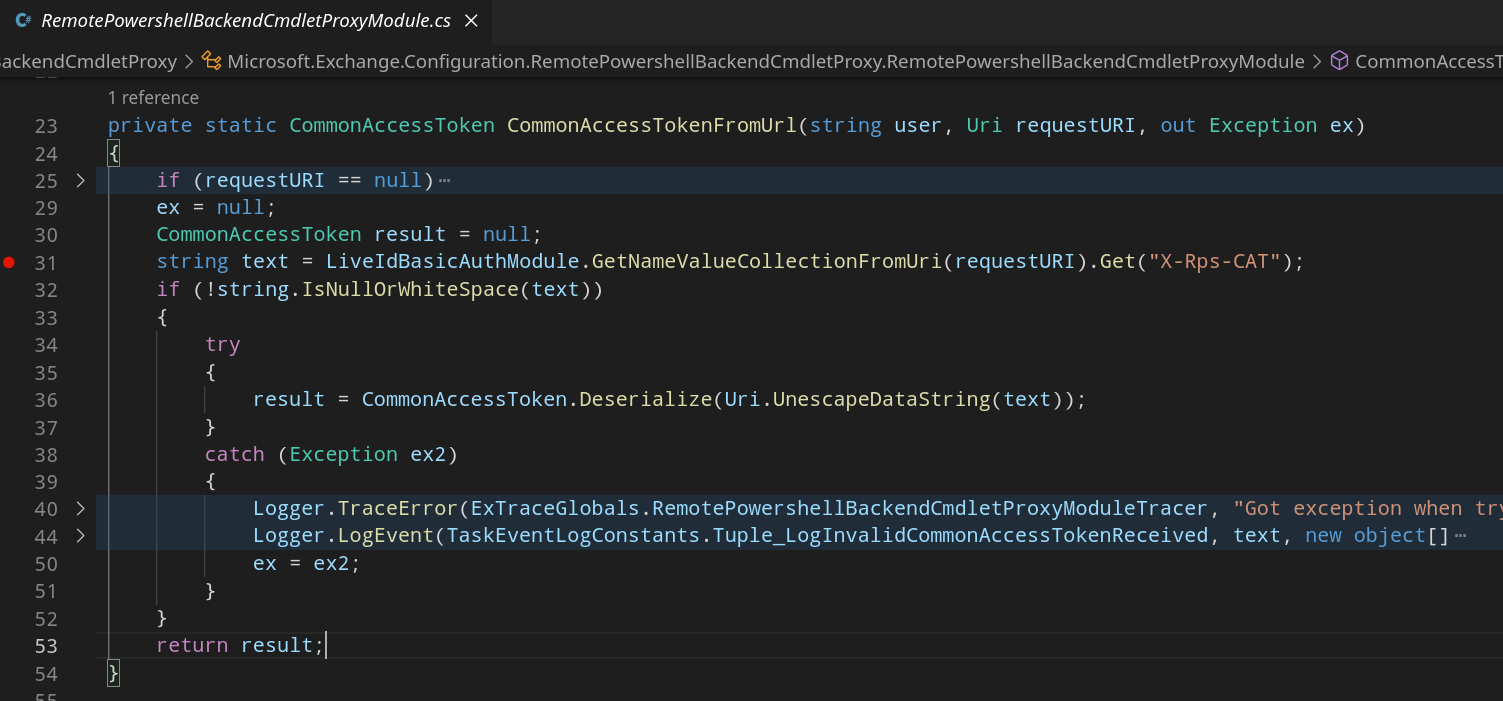 C# RemotePowershellBackendCmdletProxyModule.cs ×
ackendCmdletProxy > Microsoft.Exchange.Configuration.RemotePowershellBackendCmdletProxy.RemotePowershellBackendCmdletProxyModule > CommonAccessT
1 reference
23 private static CommonAccessToken CommonAccessTokenFromUrl(string user, Uri requestURI, out Exception ex)
24 {
25 > if (requestURI == null)⋯
29 ex = null;
30 CommonAccessToken result = null;
31 string text = LiveIdBasicAuthModule.GetNameValueCollectionFromUri(requestURI).Get("X-Rps-CAT");
32 if (!string.IsNullOrWhiteSpace(text))
33 {
34 try
35 {
36 result = CommonAccessToken.Deserialize(Uri.UnescapeDataString(text));
37 }
38 catch (Exception ex2)
39 {
40 > Logger.TraceError(ExTraceGlobals.RemotePowershellBackendCmdletProxyModuleTracer, "Got exception when try
44 > Logger.LogEvent(TaskEventLogConstants.Tuple_LogInvalidCommonAccessTokenReceived, text, new object[]⋯
50 ex = ex2;
51 }
52 }
53 return result;
54 }
55